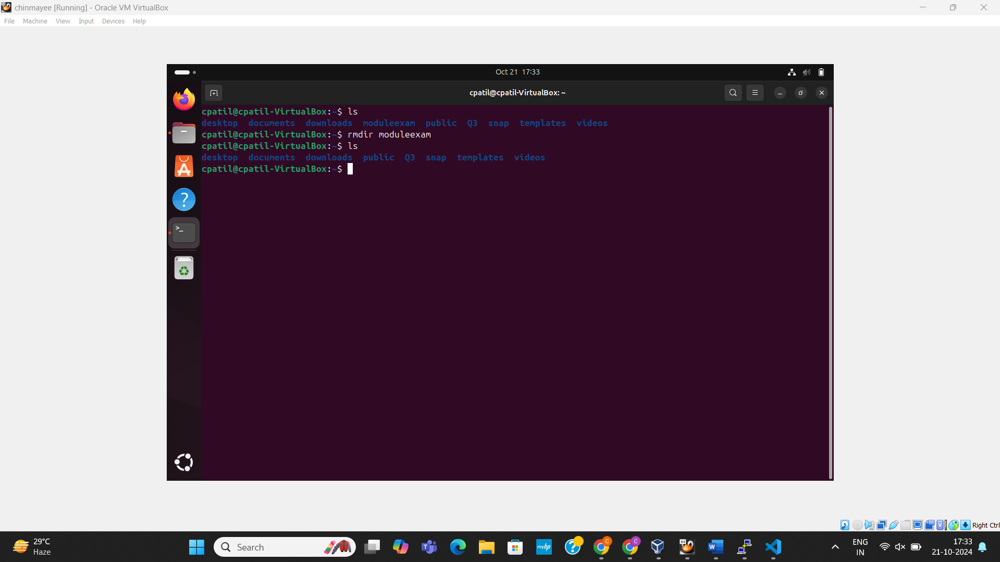 chinmayee [Running] - Oracle VM VirtualBox
File Machine View Input Devices Help
Oct 21 17:33
cpatil@cpatil-VirtualBox: ~
cpatil@cpatil-VirtualBox:~$ ls
desktop documents downloads moduleexam public Q3 snap templates videos
cpatil@cpatil-VirtualBox:~$ rmdir moduleexam
cpatil@cpatil-VirtualBox:~$ ls
desktop documents downloads public Q3 snap templates videos
cpatil@cpatil-VirtualBox:~$
>_
Right Ctrl
29°C
Haze
Search
myhp
ENG
IN
17:33
21-10-2024